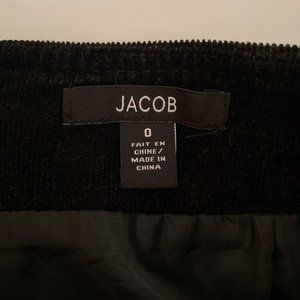 JACOB
0
FAIT EN
CHINE/
MADE IN
CHINA